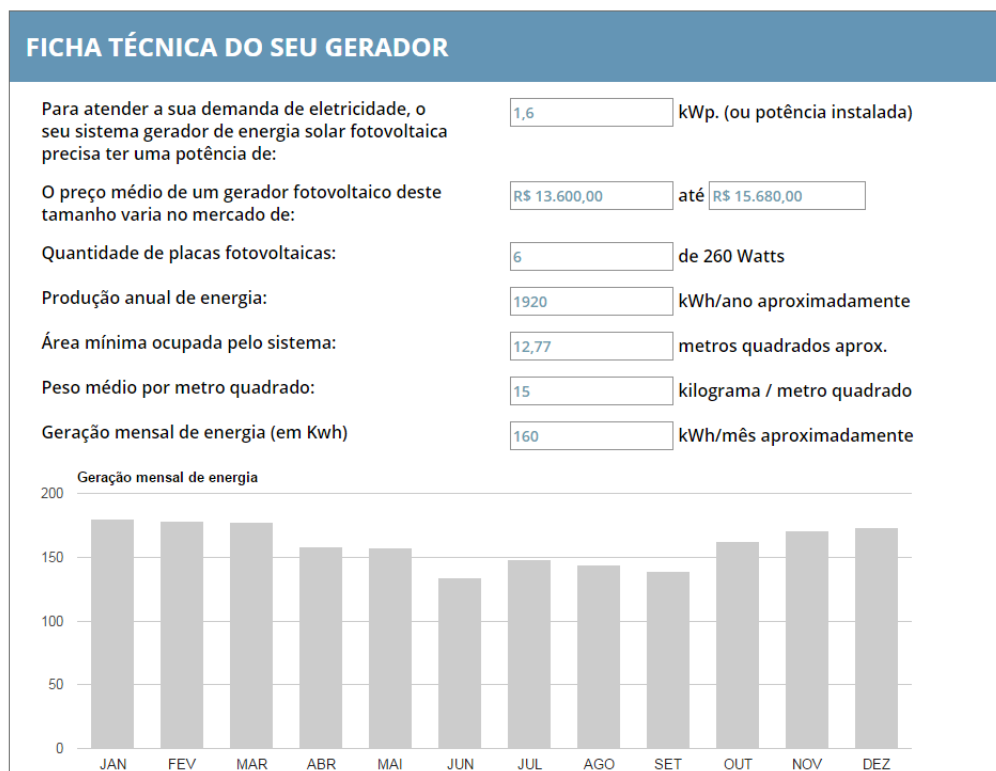 FICHA TÉCNICA DO SEU GERADOR
Para atender a sua demanda de eletricidade, o
seu sistema gerador de energia solar fotovoltaica
precisa ter uma potência de:
1,6 kWp. (ou potência instalada)
O preço médio de um gerador fotovoltaico deste
tamanho varia no mercado de:
R$ 13.600,00 até R$ 15.680,00
Quantidade de placas fotovoltaicas: 6 de 260 Watts
Produção anual de energia: 1920 kWh/ano aproximadamente
Área mínima ocupada pelo sistema: 12,77 metros quadrados aprox.
Peso médio por metro quadrado: 15 kilograma / metro quadrado
Geração mensal de energia (em Kwh) 160 kWh/mês aproximadamente
Geração mensal de energia
200
150
100
50
0
JAN FEV MAR ABR MAI JUN JUL AGO SET OUT NOV DEZ